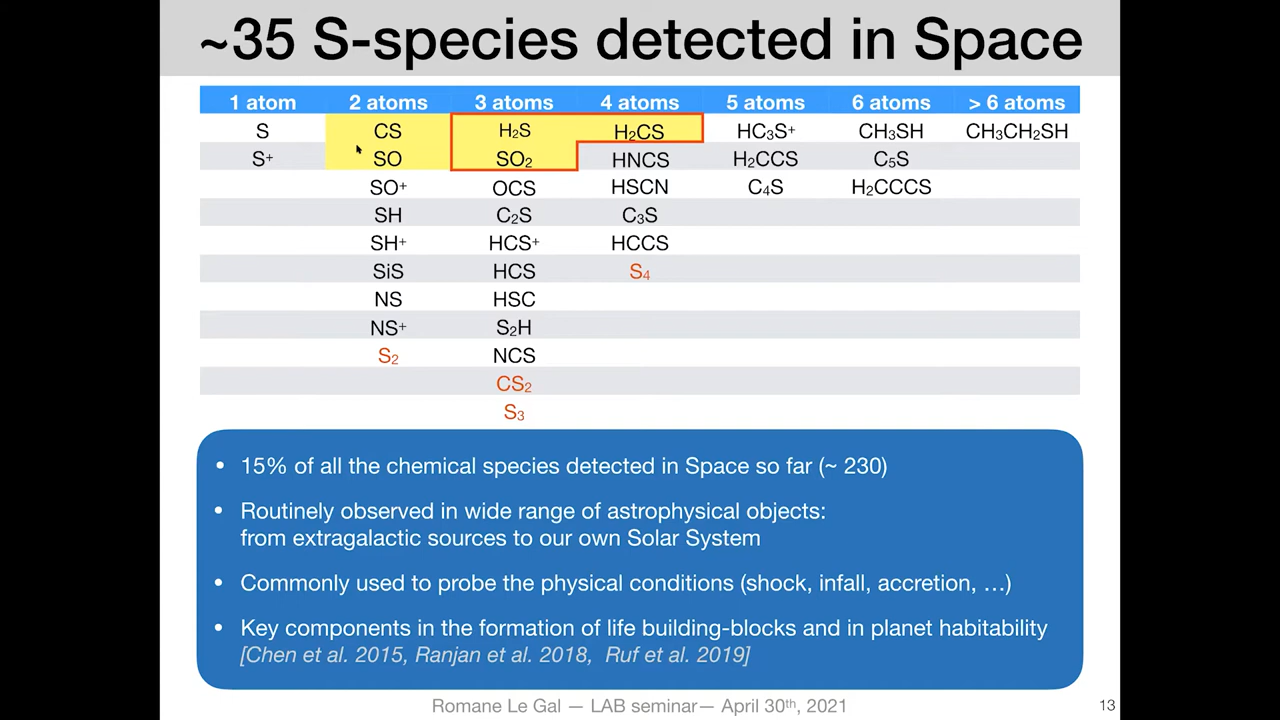 ~35 S-species detected in Space
1 atom 2 atoms 3 atoms 4 atoms 5 atoms 6 atoms > 6 atoms
S CS H₂S H₂CS HC₃S⁺ CH₃SH CH₃CH₂SH
S⁺ SO SO₂ HNCS H₂CCS C₅S
SO⁺ OCS HSCN C₄S H₂CCCS
SH C₂S C₃S
SH⁺ HCS⁺ HCCS
SiS HCS S₄
NS HSC
NS⁺ S₂H
S₂ NCS
CS₂
S₃
• 15% of all the chemical species detected in Space so far (~ 230)
• Routinely observed in wide range of astrophysical objects:
from extragalactic sources to our own Solar System
• Commonly used to probe the physical conditions (shock, infall, accretion, …)
• Key components in the formation of life building-blocks and in planet habitability
[Chen et al. 2015, Ranjan et al. 2018, Ruf et al. 2019]
Romane Le Gal — LAB seminar— April 30th, 2021 13